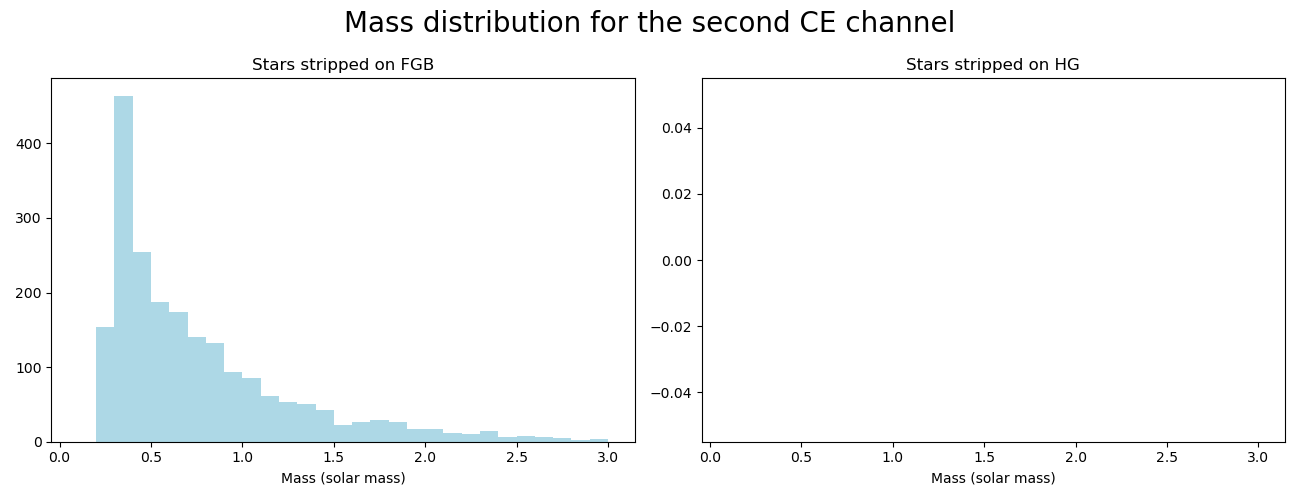 Mass distribution for the second CE channel
Stars stripped on FGB
400
300
200
100
0
0.0 0.5 1.0 1.5 2.0 2.5 3.0
Mass (solar mass)
Stars stripped on HG
0.04
0.02
0.00
−0.02
−0.04
0.0 0.5 1.0 1.5 2.0 2.5 3.0
Mass (solar mass)